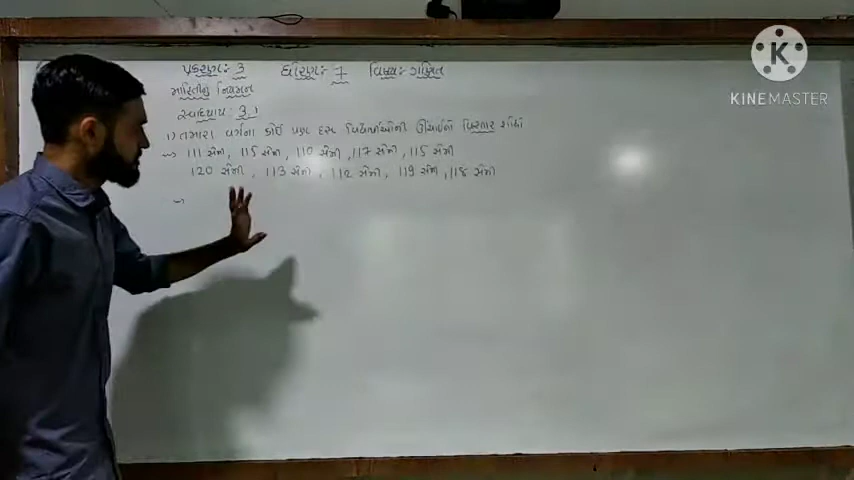 પ્રકરણ: 3 ધોરણ: 7 વિષય: ગણિત
માહિતીનું નિયમન
સ્વાધ્યાય: 3.1
1) તમારા વર્ગના કોઈ પણ દસ વિદ્યાર્થીઓની ઊંચાઈનો વિસ્તાર શોધો
→ 111 સેમી, 115 સેમી, 110 સેમી, 117 સેમી, 115 સેમી
120 સેમી, 113 સેમી, 112 સેમી, 119 સેમી, 118 સેમી
→
KINEMASTER